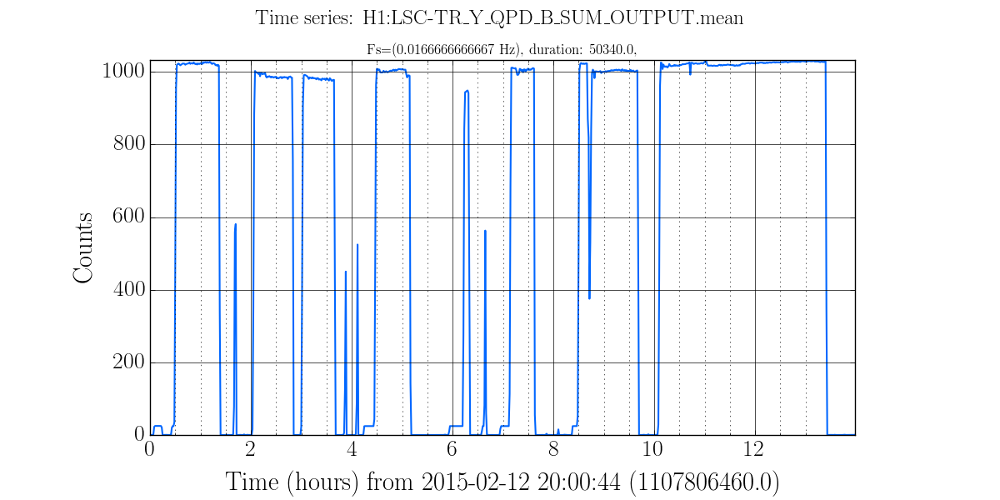 Time series: H1:LSC-TR_Y_QPD_B_SUM_OUTPUT.mean
Fs=(0.0166666666667 Hz), duration: 50340.0,
1000
800
600
400
200
0
Counts
0 2 4 6 8 10 12
Time (hours) from 2015-02-12 20:00:44 (1107806460.0)